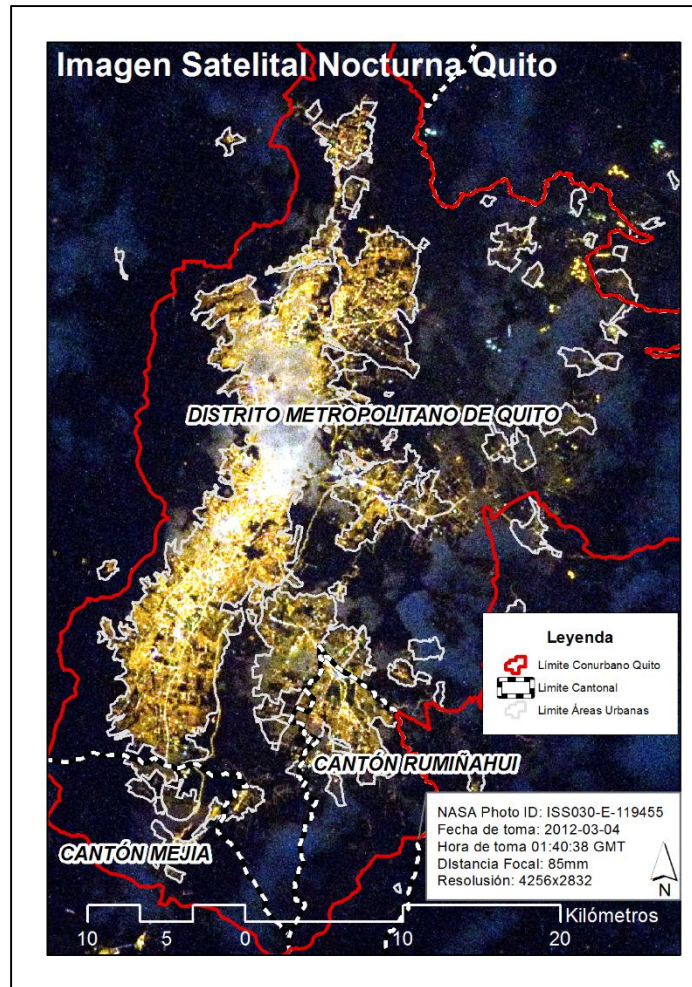 Imagen Satelital Nocturna Quito
DISTRITO METROPOLITANO DE QUITO
Leyenda
Límite Conurbano Quito
Limite Cantonal
Limite Áreas Urbanas
CANTÓN RUMIÑAHUI
CANTÓN MEJIA
NASA Photo ID: ISS030-E-119455
Fecha de toma: 2012-03-04
Hora de toma 01:40:38 GMT
DIstancia Focal: 85mm
Resolución: 4256x2832
N
Kilómetros
10 5 0 10 20